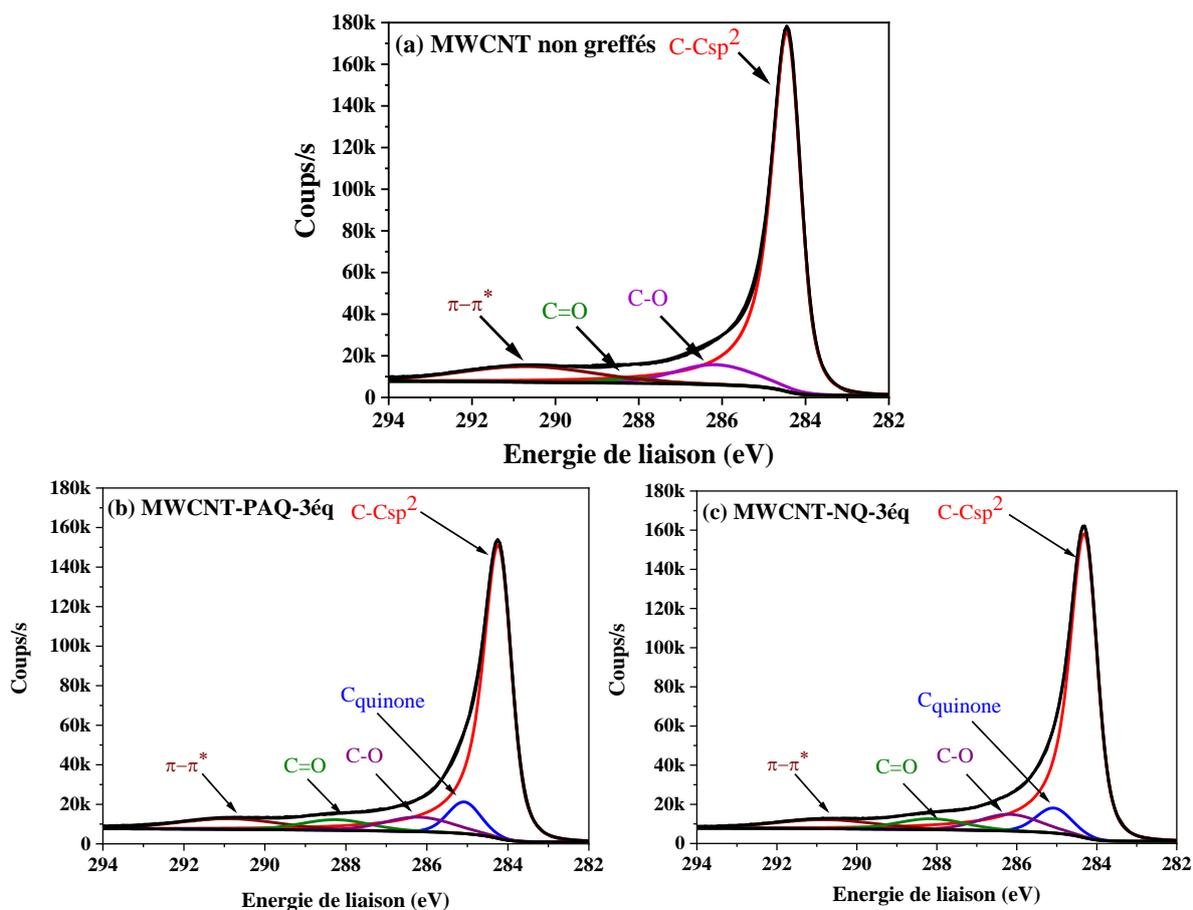 (a) MWCNT non greffés
C-Csp²
180k
160k
140k
120k
100k
80k
60k
40k
20k
0
Coups/s
π−π*
C=O
C-O
294 292 290 288 286 284 282
Energie de liaison (eV)
(b) MWCNT-PAQ-3éq
C-Csp²
180k
160k
140k
120k
100k
80k
60k
40k
20k
0
Coups/s
Cquinone
π−π*
C=O
C-O
294 292 290 288 286 284 282
Energie de liaison (eV)
(c) MWCNT-NQ-3éq
C-Csp²
180k
160k
140k
120k
100k
80k
60k
40k
20k
0
Coups/s
Cquinone
π−π*
C=O
C-O
294 292 290 288 286 284 282
Energie de liaison (eV)